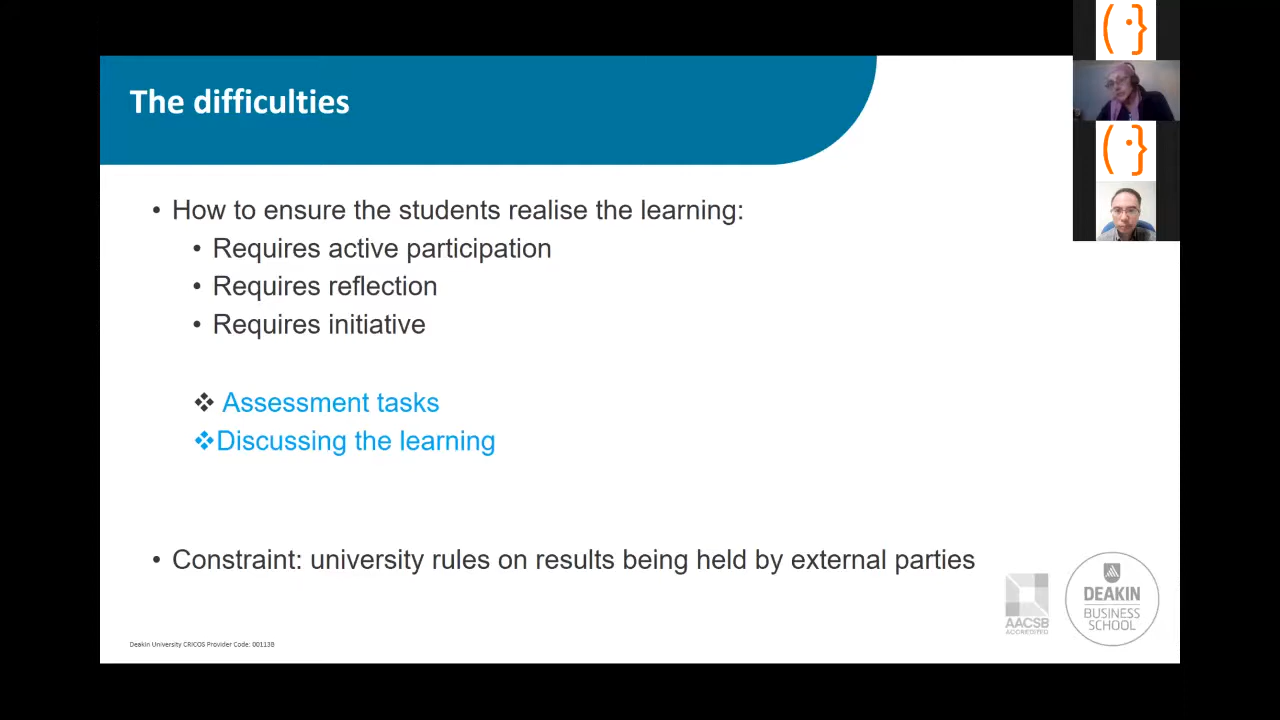 The difficulties
• How to ensure the students realise the learning:
• Requires active participation
• Requires reflection
• Requires initiative
❖ Assessment tasks
❖Discussing the learning
• Constraint: university rules on results being held by external parties
AACSB
ACCREDITED
DEAKIN
BUSINESS
SCHOOL
Deakin University CRICOS Provider Code: 00113B